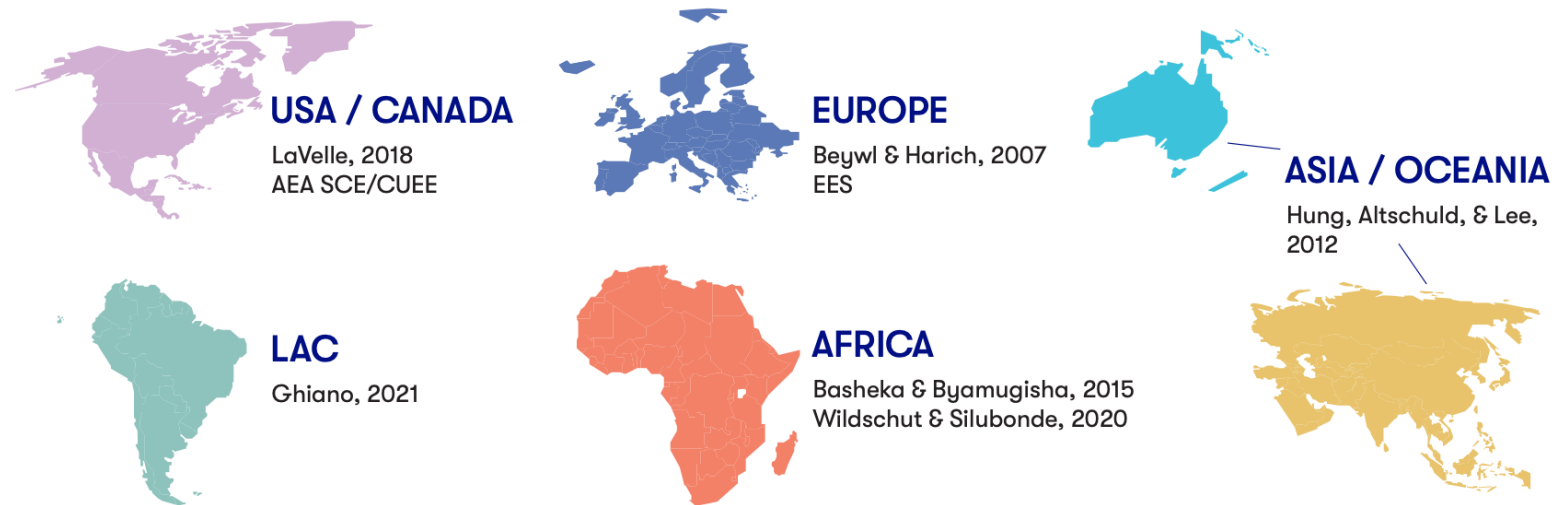 USA / CANADA
LaVelle, 2018
AEA SCE/CUEE
EUROPE
Beywl & Harich, 2007
EES
ASIA / OCEANIA
Hung, Altschuld, & Lee,
2012
LAC
Ghiano, 2021
AFRICA
Basheka & Byamugisha, 2015
Wildschut & Silubonde, 2020